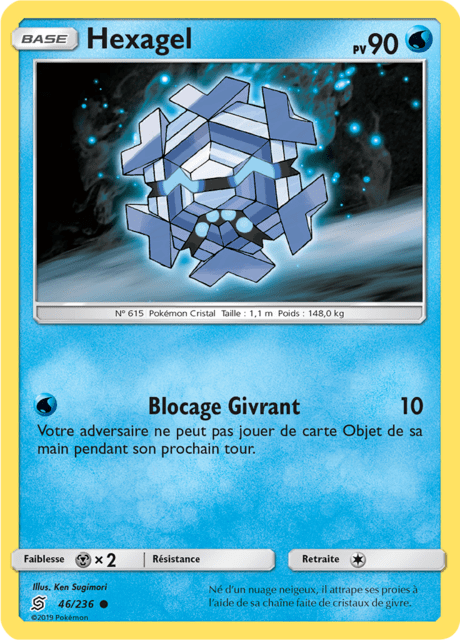 BASE Hexagel PV 90
N° 615 Pokémon Cristal Taille : 1,1 m Poids : 148,0 kg
Blocage Givrant 10
Votre adversaire ne peut pas jouer de carte Objet de sa
main pendant son prochain tour.
Faiblesse ×2 Résistance Retraite
Illus. Ken Sugimori
46/236
©2019 Pokémon
Né d'un nuage neigeux, il attrape ses proies à
l'aide de sa chaîne faite de cristaux de givre.